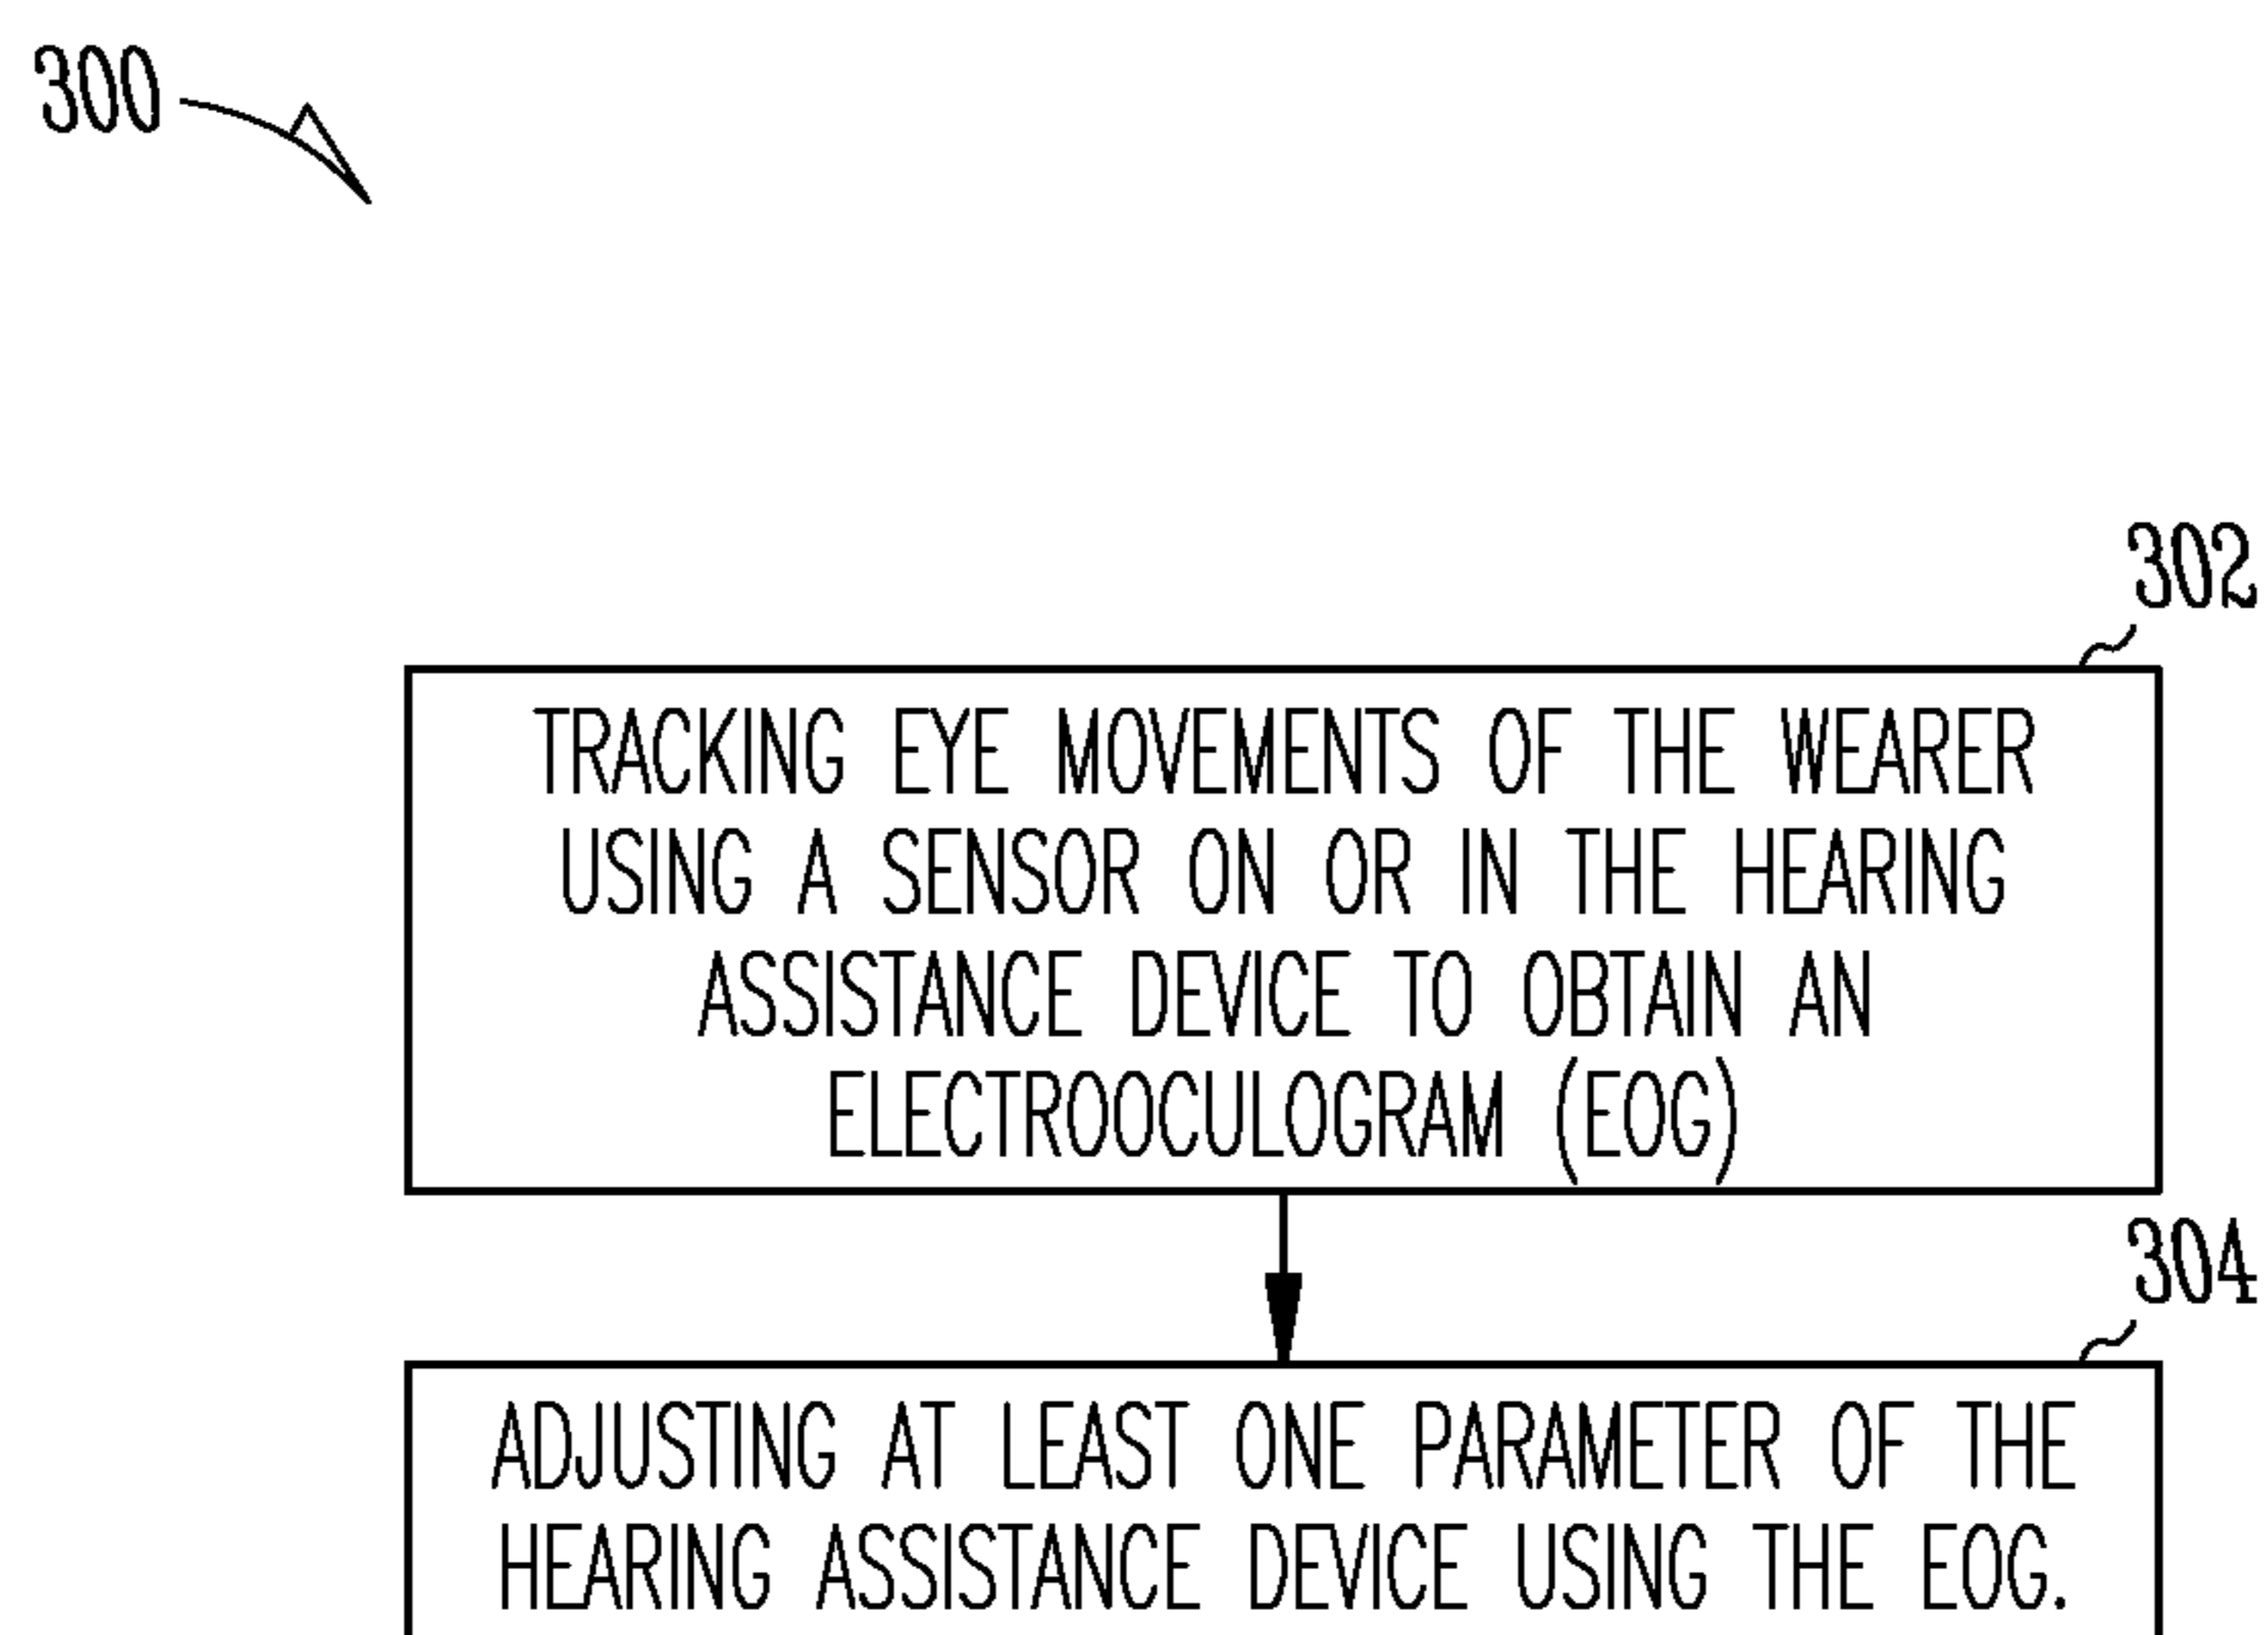 300
302
TRACKING EYE MOVEMENTS OF THE WEARER
USING A SENSOR ON OR IN THE HEARING
ASSISTANCE DEVICE TO OBTAIN AN
ELECTROOCULOGRAM (EOG)
304
ADJUSTING AT LEAST ONE PARAMETER OF THE
HEARING ASSISTANCE DEVICE USING THE EOG.